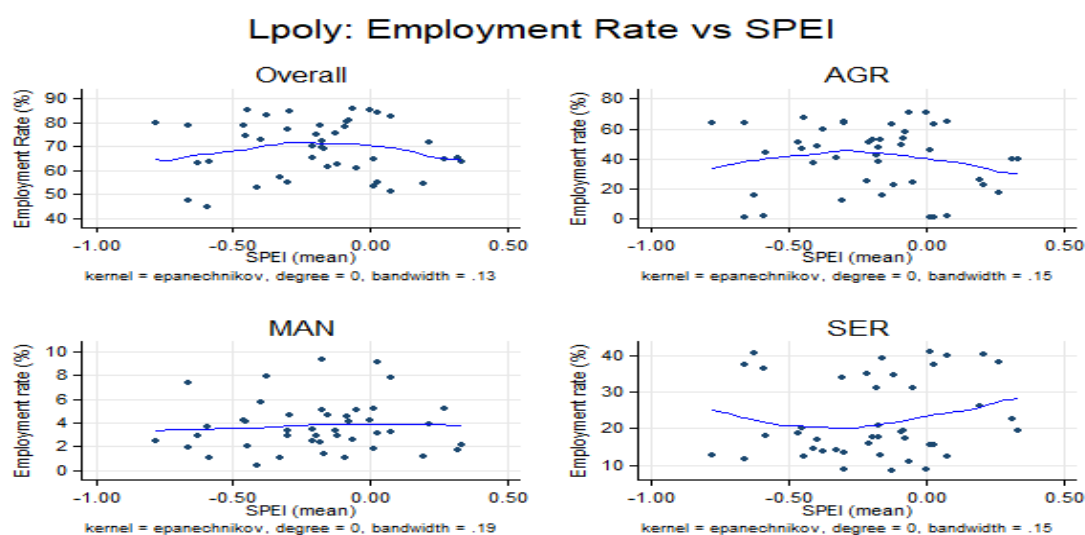 Lpoly: Employment Rate vs SPEI
Overall
Employment Rate (%)
90
80
70
60
50
40
-1.00
-0.50
0.00
0.50
SPEI (mean)
kernel = epanechnikov, degree = 0, bandwidth = .13
AGR
Employment rate (%)
80
60
40
20
0
-1.00
-0.50
0.00
0.50
SPEI (mean)
kernel = epanechnikov, degree = 0, bandwidth = .15
MAN
Employment rate (%)
10
8
6
4
2
0
-1.00
-0.50
0.00
0.50
SPEI (mean)
kernel = epanechnikov, degree = 0, bandwidth = .19
SER
Employment rate (%)
40
30
20
10
-1.00
-0.50
0.00
0.50
SPEI (mean)
kernel = epanechnikov, degree = 0, bandwidth = .15